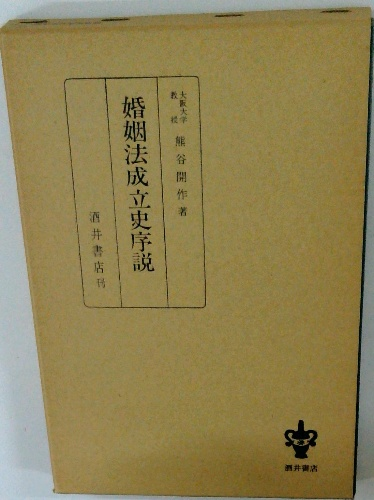 大阪大学
教授
熊谷開作著
婚姻法成立史序説
酒井書店刊
酒井書店